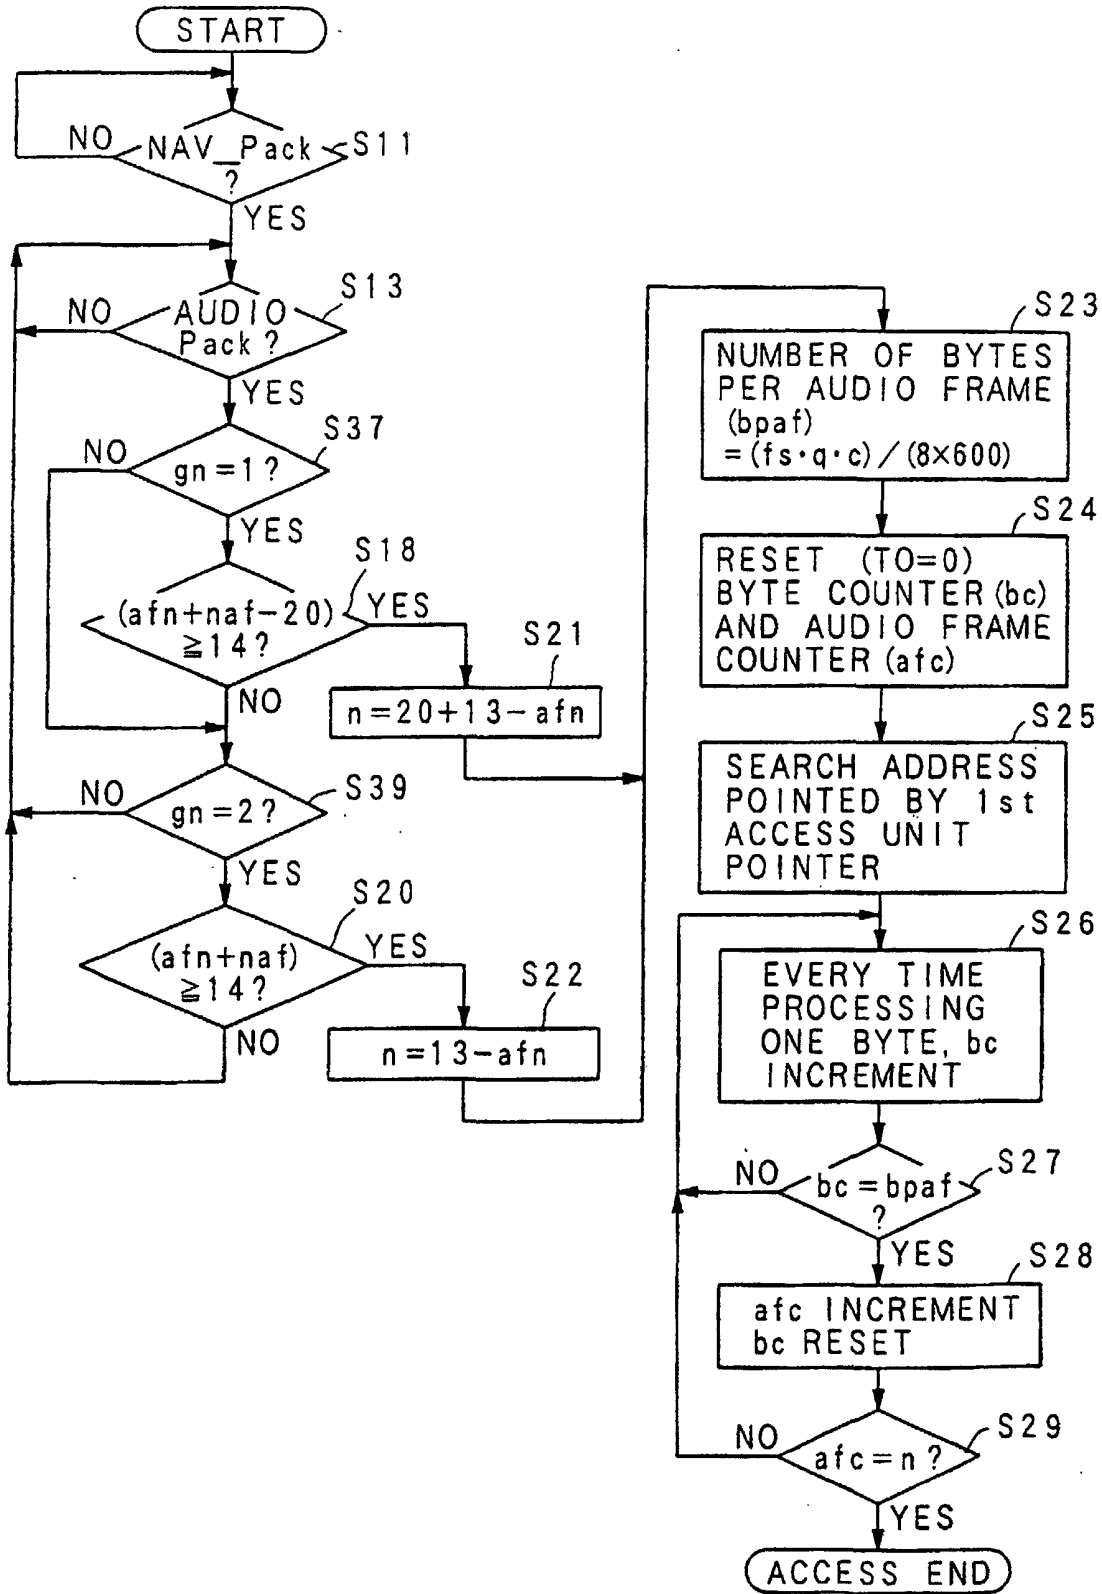 START
NO
NAV_Pack
?
S11
YES
NO
AUDIO
Pack?
S13
YES
NO
gn=1?
S37
YES
(afn+naf-20)
≧14?
S18
YES
NO
S21
n=20+13-afn
NO
gn=2?
S39
YES
(afn+naf)
≧14?
S20
YES
NO
S22
n=13-afn
S23
NUMBER OF BYTES
PER AUDIO FRAME
(bpaf)
=(fs·q·c)/(8×600)
S24
RESET (TO=0)
BYTE COUNTER(bc)
AND AUDIO FRAME
COUNTER(afc)
S25
SEARCH ADDRESS
POINTED BY 1st
ACCESS UNIT
POINTER
S26
EVERY TIME
PROCESSING
ONE BYTE, bc
INCREMENT
NO
bc=bpaf
?
S27
YES
S28
afc INCREMENT
bc RESET
NO
afc=n?
S29
YES
ACCESS END